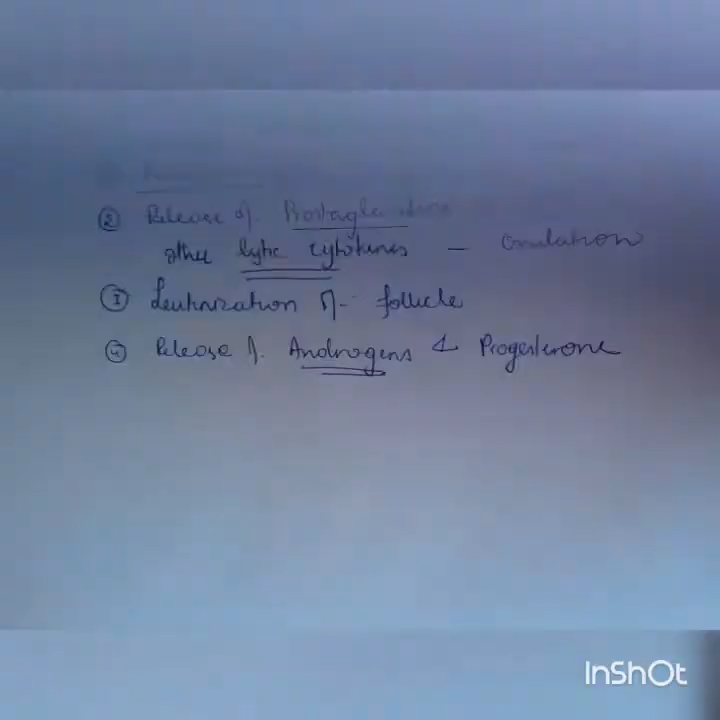 ② Release of Prostaglandins
other lytic cytokines – Ovulation
③ Leutinization of follicle
④ Release of Androgens & Progesterone
InShOt